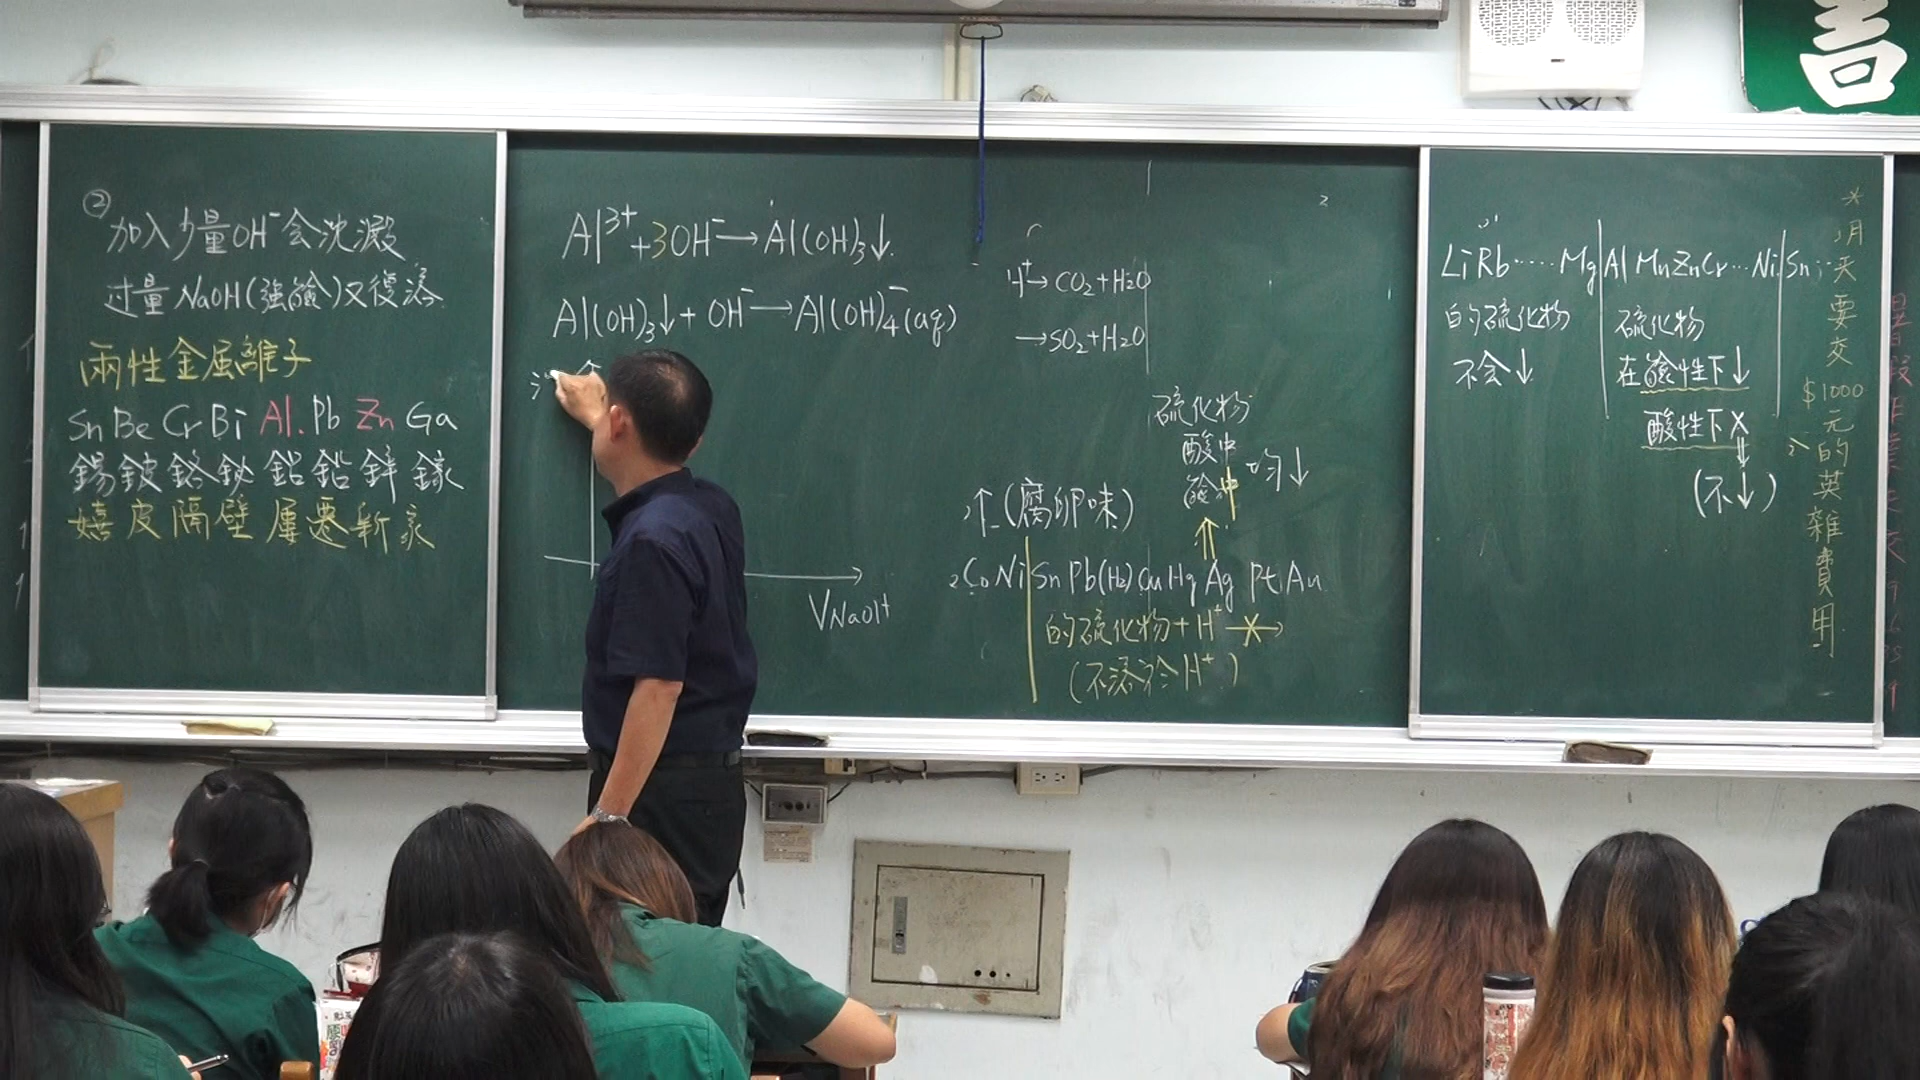 ②
加入少量OH⁻会沈澱
过量NaOH(強鹼)又復溶
兩性金屬離子
Sn Be Cr Bi Al. Pb Zn Ga
錫鈹鉻鉍鋁鉛鋅鎵
嬉皮隔壁屢遷新家
Al³⁺+3OH⁻→Al(OH)₃↓.
Al(OH)₃↓+OH⁻→Al(OH)₄⁻(aq)
VNaOH
H⁺→CO₂+H₂O
→SO₂+H₂O
硫化物
酸中
鹼中
均↓
↑(腐卵味)
Co Ni Sn Pb(H₂) Cu Hg Ag Pt Au
的硫化物+H⁺
(不溶於H⁺)
Li Rb ····· Mg Al Mn Zn Cr ··· Ni Sn
的硫化物
不会↓
硫化物
在鹼性下↓
酸性下X
(不↓)
要交
$1000
元的英雜費用
善